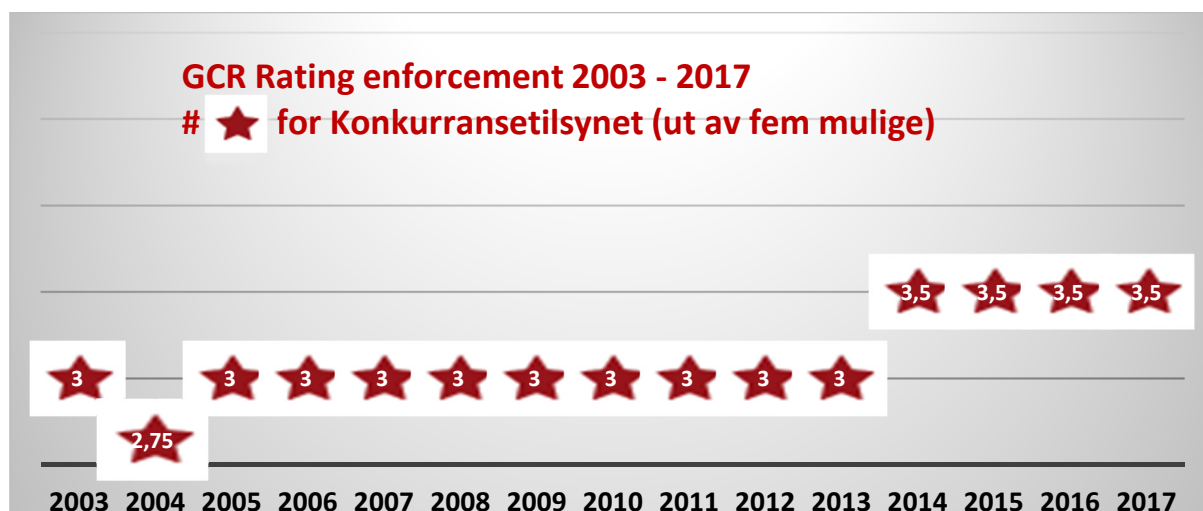 GCR Rating enforcement 2003 - 2017
# for Konkurransetilsynet (ut av fem mulige)
3,5 3,5 3,5 3,5
3 3 3 3 3 3 3 3 3 3
2,75
2003 2004 2005 2006 2007 2008 2009 2010 2011 2012 2013 2014 2015 2016 2017